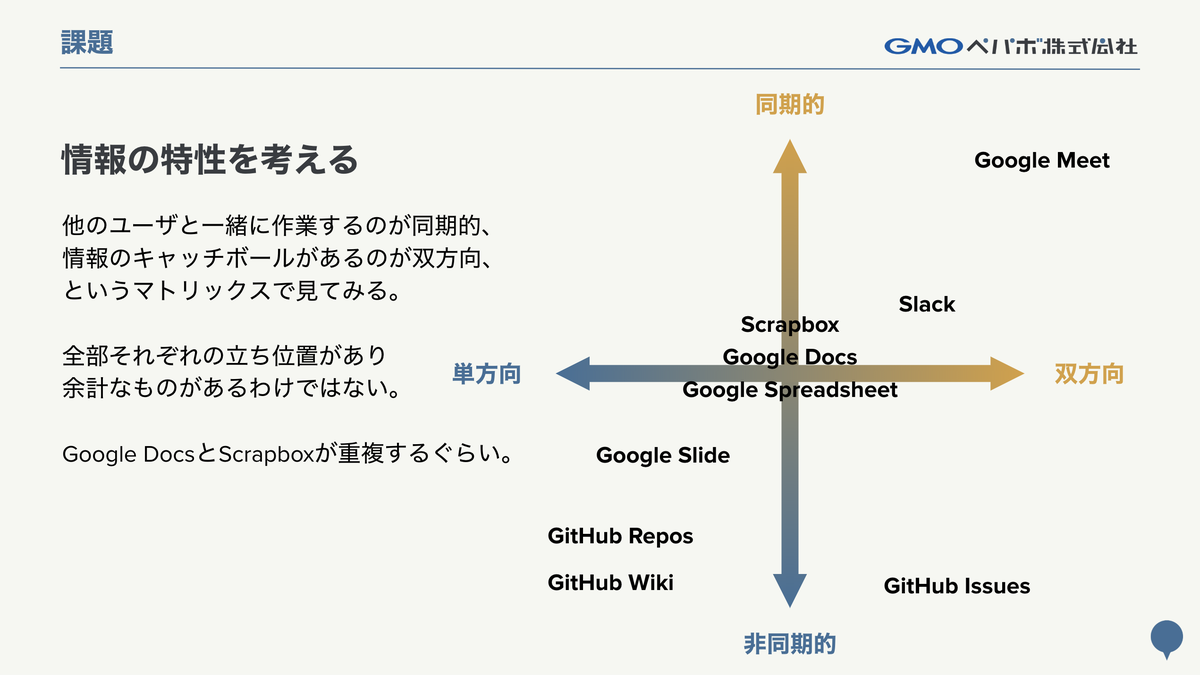 課題
GMOペパボ株式会社
情報の特性を考える
他のユーザと一緒に作業するのが同期的、
情報のキャッチボールがあるのが双方向、
というマトリックスで見てみる。
全部それぞれの立ち位置があり
余計なものがあるわけではない。
Google DocsとScrapboxが重複するぐらい。
同期的
Google Meet
Slack
Scrapbox
Google Docs
単方向
双方向
Google Spreadsheet
Google Slide
GitHub Repos
GitHub Wiki
GitHub Issues
非同期的